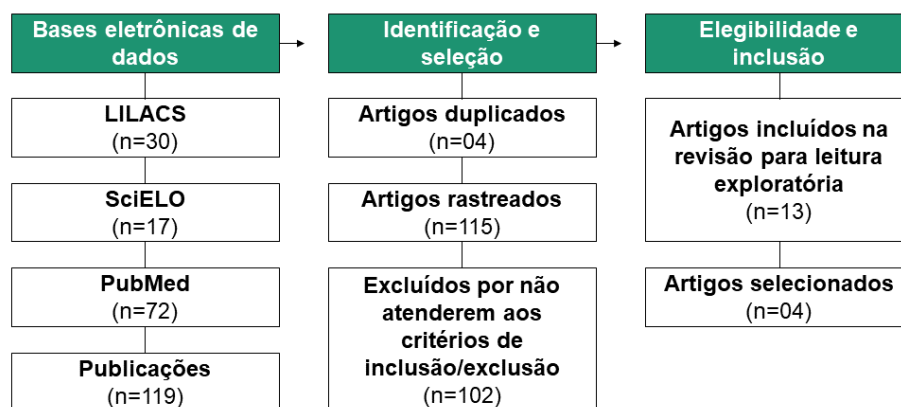 Bases eletrônicas de
dados
LILACS
(n=30)
SciELO
(n=17)
PubMed
(n=72)
Publicações
(n=119)
Identificação e
seleção
Artigos duplicados
(n=04)
Artigos rastreados
(n=115)
Excluídos por não
atenderem aos
critérios de
inclusão/exclusão
(n=102)
Elegibilidade e
inclusão
Artigos incluídos na
revisão para leitura
exploratória
(n=13)
Artigos selecionados
(n=04)